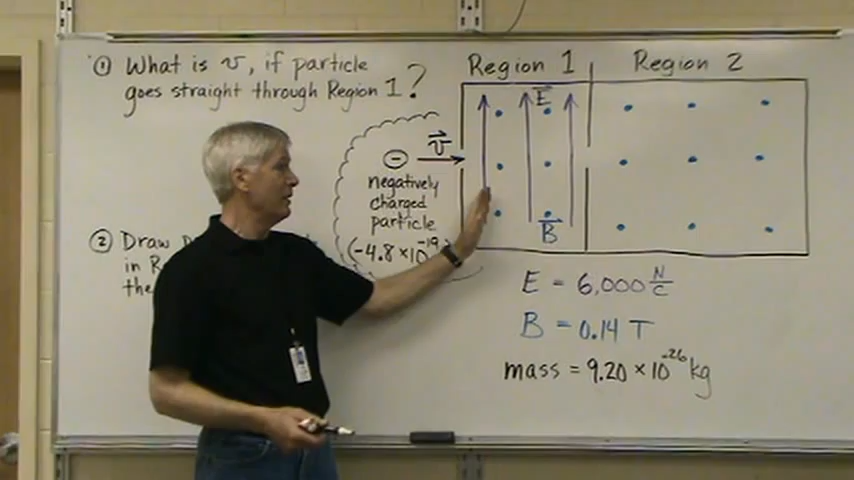 ① What is v, if particle
goes straight through Region 1?
Region 1
Region 2
E
v
−
negatively
charged
particle
(-4.8 × 10⁻¹⁹
B
② Draw
in R
the
E = 6,000 N/C
B = 0.14 T
mass = 9.20 × 10⁻²⁶ kg